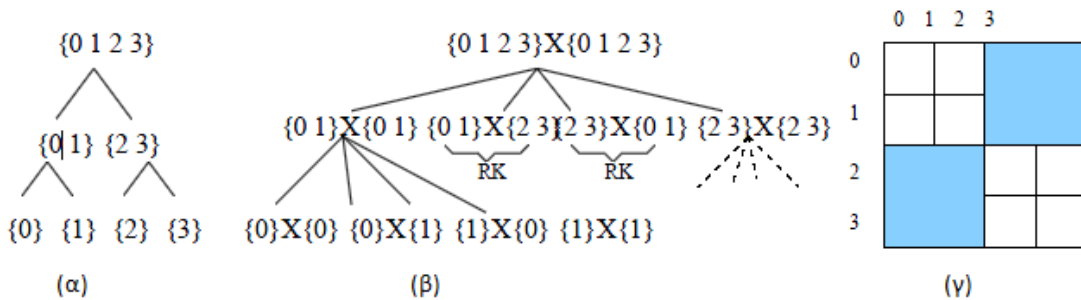 0 1 2 3
{0 1 2 3}
{0 1 2 3}X{0 1 2 3}
0
{0 1} {2 3}
{0 1}X{0 1} {0 1}X{2 3}{2 3}X{0 1} {2 3}X{2 3}
1
RK RK
2
{0} {1} {2} {3}
{0}X{0} {0}X{1} {1}X{0} {1}X{1}
3
(α) (β) (γ)